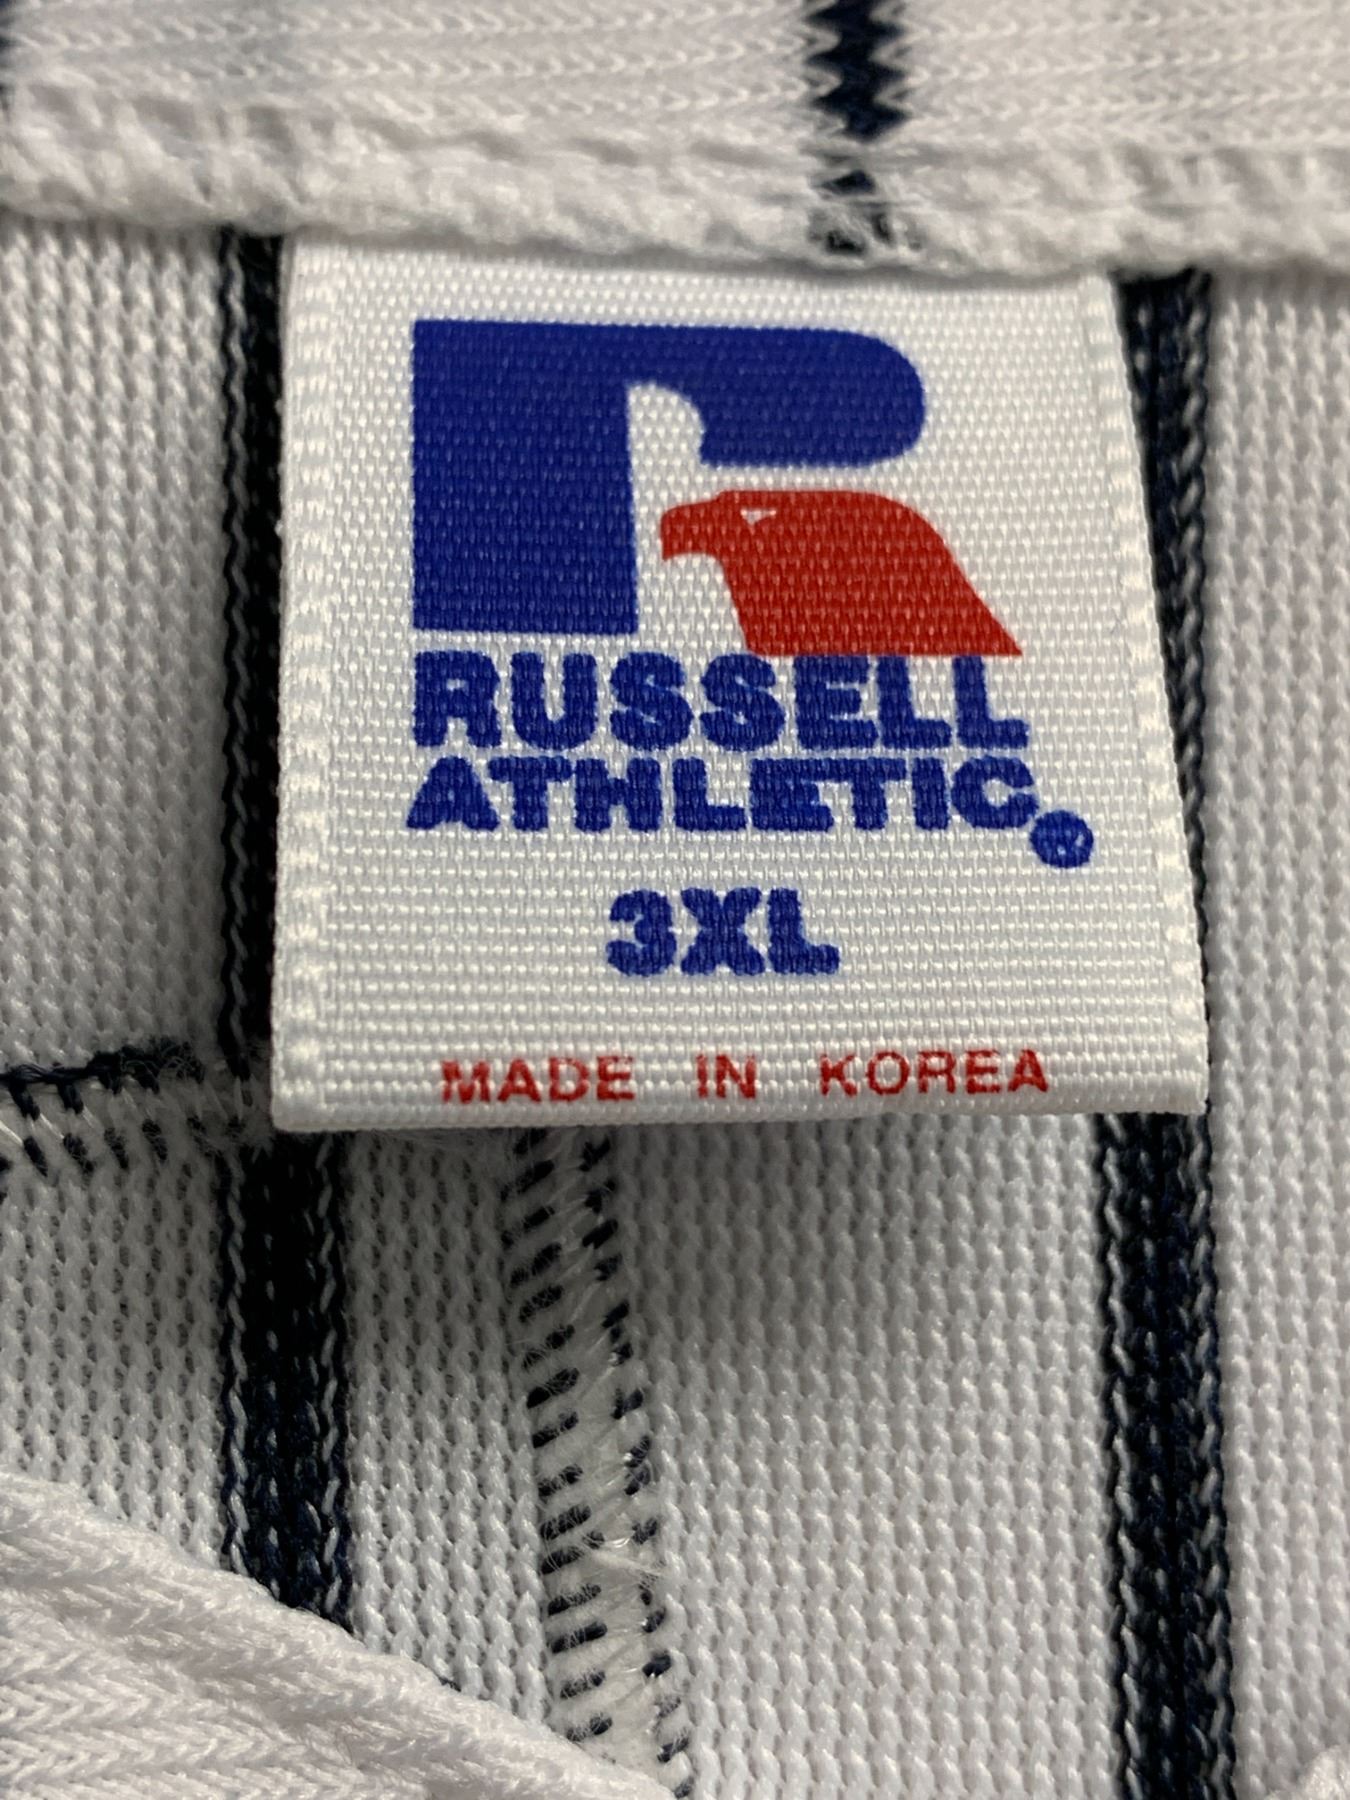 RUSSELL
ATHLETIC®
3XL
MADE IN KOREA